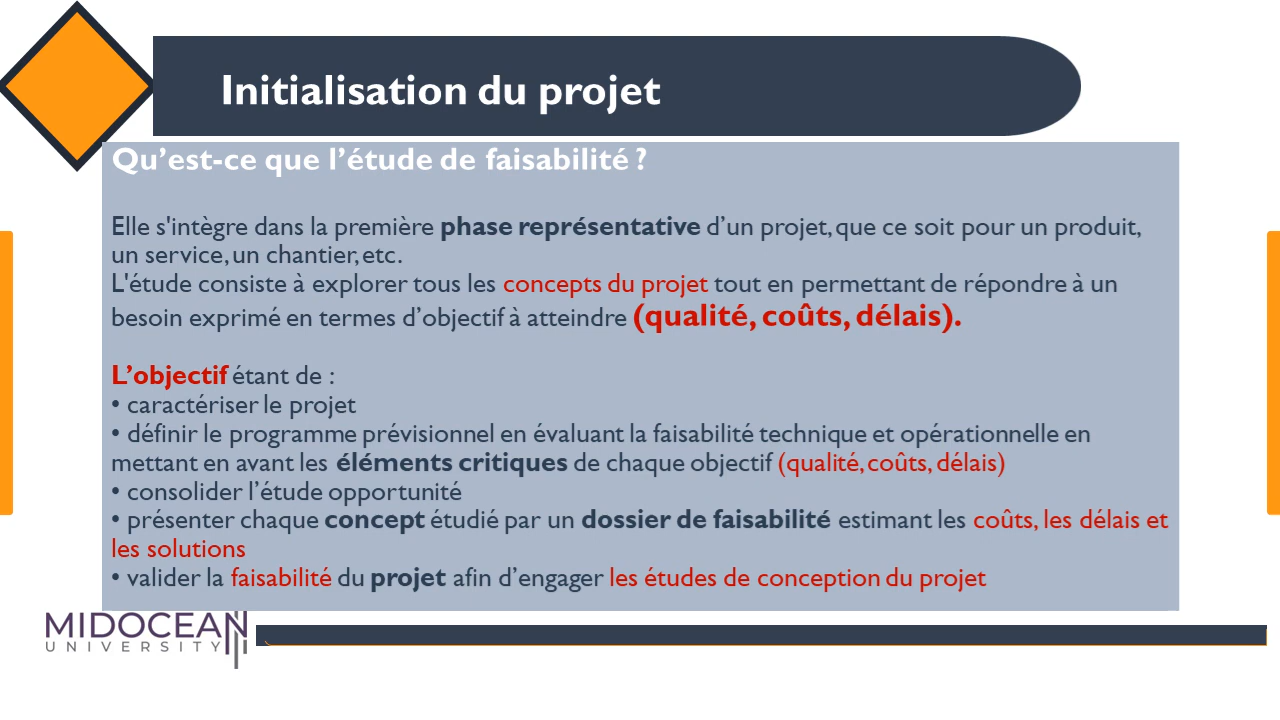 Initialisation du projet
Qu’est-ce que l’étude de faisabilité ?
Elle s'intègre dans la première phase représentative d’un projet, que ce soit pour un produit,
un service, un chantier, etc.
L'étude consiste à explorer tous les concepts du projet tout en permettant de répondre à un
besoin exprimé en termes d’objectif à atteindre (qualité, coûts, délais).
L’objectif étant de :
• caractériser le projet
• définir le programme prévisionnel en évaluant la faisabilité technique et opérationnelle en
mettant en avant les éléments critiques de chaque objectif (qualité, coûts, délais)
• consolider l’étude opportunité
• présenter chaque concept étudié par un dossier de faisabilité estimant les coûts, les délais et
les solutions
• valider la faisabilité du projet afin d’engager les études de conception du projet
MIDOCEAN
UNIVERSITY